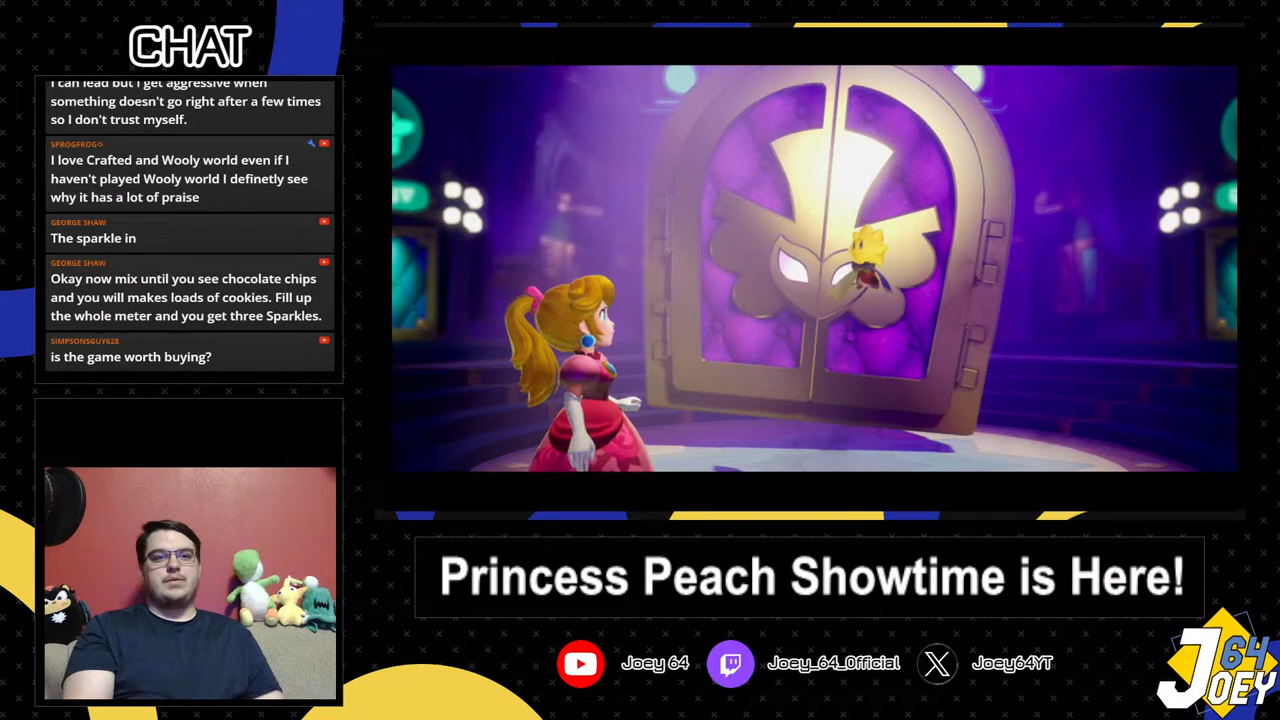 CHAT
I can lead but I get aggressive when
something doesn't go right after a few times
so I don't trust myself.
SPROGFROG
I love Crafted and Wooly world even if I
haven't played Wooly world I definetly see
why it has a lot of praise
GEORGE SHAW
The sparkle in
GEORGE SHAW
Okay now mix until you see chocolate chips
and you will makes loads of cookies. Fill up
the whole meter and you get three Sparkles.
SIMPSONSGUY628
is the game worth buying?
Princess Peach Showtime is Here!
Joey 64
Joey_64_Official
Joey64YT
J64
OEY